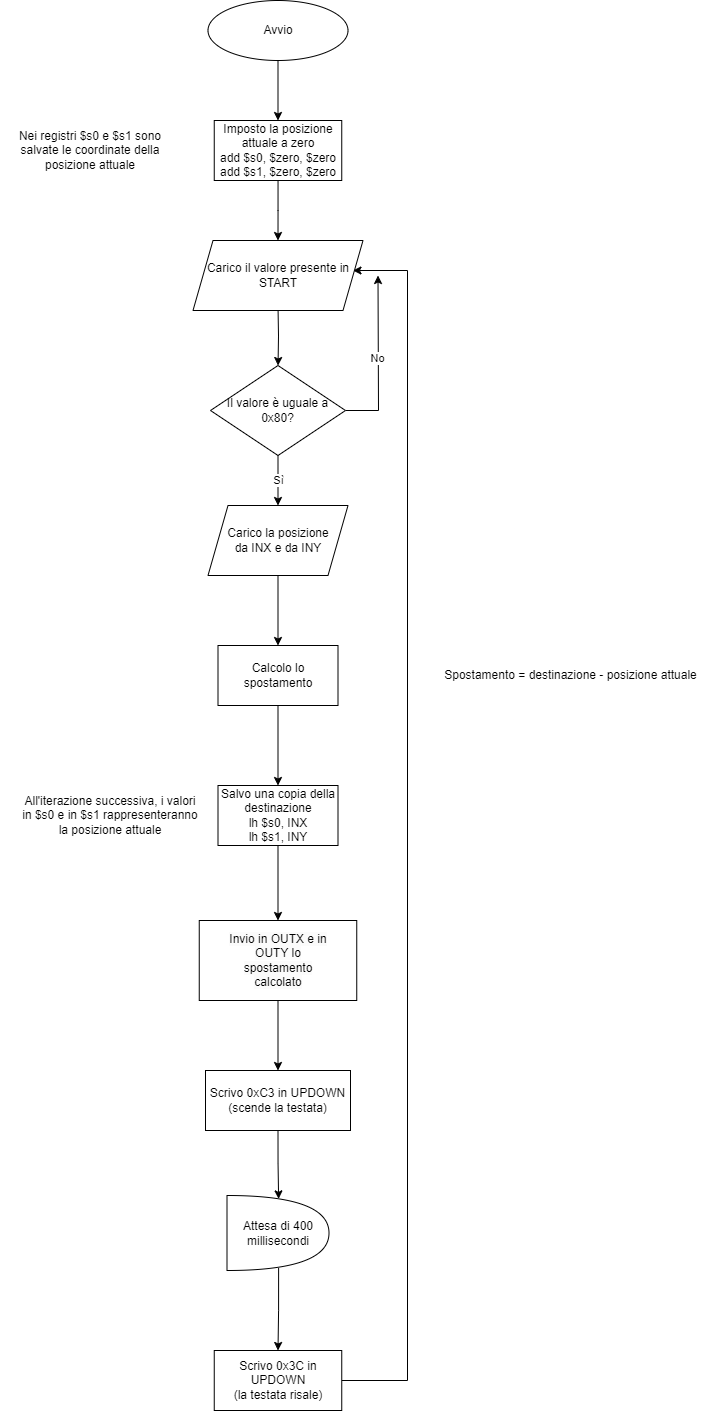 Avvio
Nei registri $s0 e $s1 sono
salvate le coordinate della
posizione attuale
Imposto la posizione
attuale a zero
add $s0, $zero, $zero
add $s1, $zero, $zero
Carico il valore presente in
START
No
Il valore è uguale a
0x80?
Sì
Carico la posizione
da INX e da INY
Calcolo lo
spostamento
Spostamento = destinazione - posizione attuale
All'iterazione successiva, i valori
in $s0 e in $s1 rappresenteranno
la posizione attuale
Salvo una copia della
destinazione
lh $s0, INX
lh $s1, INY
Invio in OUTX e in
OUTY lo
spostamento
calcolato
Scrivo 0xC3 in UPDOWN
(scende la testata)
Attesa di 400
millisecondi
Scrivo 0x3C in
UPDOWN
(la testata risale)